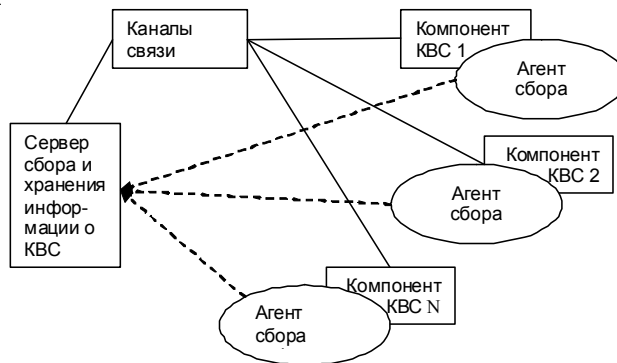 Каналы
связи
Компонент
КВС 1
Агент
сбора
Сервер
сбора и
хранения
инфор-
мации о
КВС
Компонент
КВС 2
Агент
сбора
Компонент
КВС N
Агент
сбора